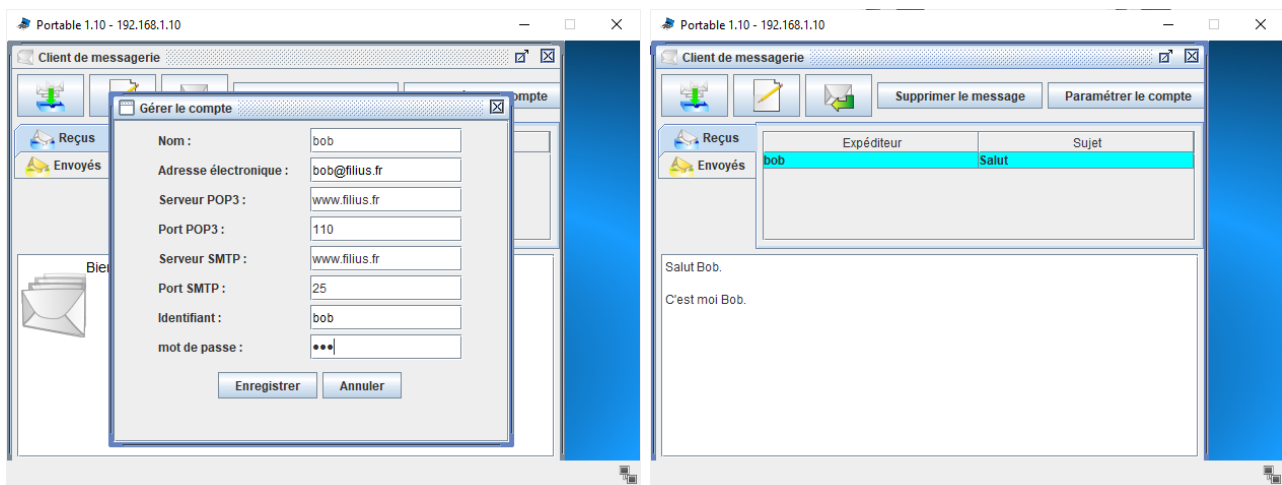 Portable 1.10 - 192.168.1.10
Client de messagerie
ompte
Gérer le compte
Reçus
Envoyés
Nom : bob
Adresse électronique : bob@filius.fr
Serveur POP3 : www.filius.fr
Port POP3 : 110
Serveur SMTP : www.filius.fr
Port SMTP : 25
Identifiant : bob
mot de passe : •••
Enregistrer Annuler
Bier
Portable 1.10 - 192.168.1.10
Client de messagerie
Supprimer le message Paramétrer le compte
Reçus
Envoyés
Expéditeur Sujet
bob Salut
Salut Bob.
C'est moi Bob.